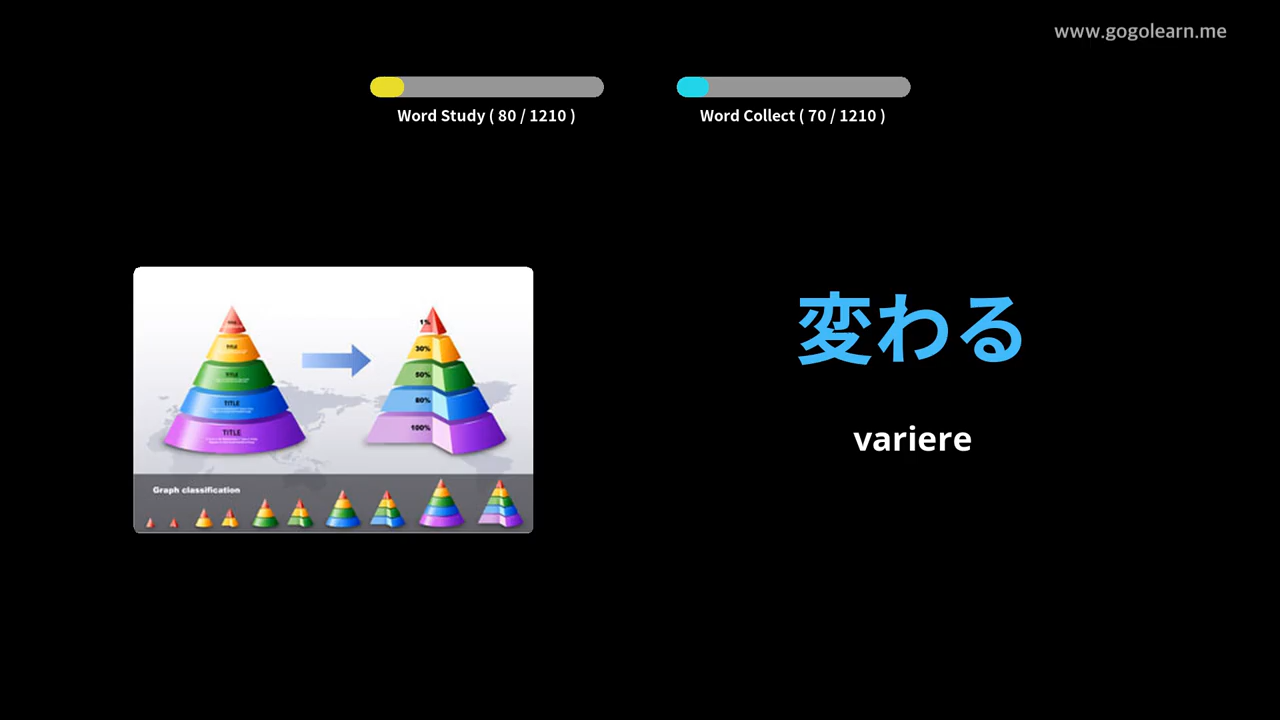 www.gogolearn.me
Word Study ( 80 / 1210 )
Word Collect ( 70 / 1210 )
変わる
variere
1%
TITLE
30%
TITLE
50%
TITLE
80%
TITLE
100%
Graph classification